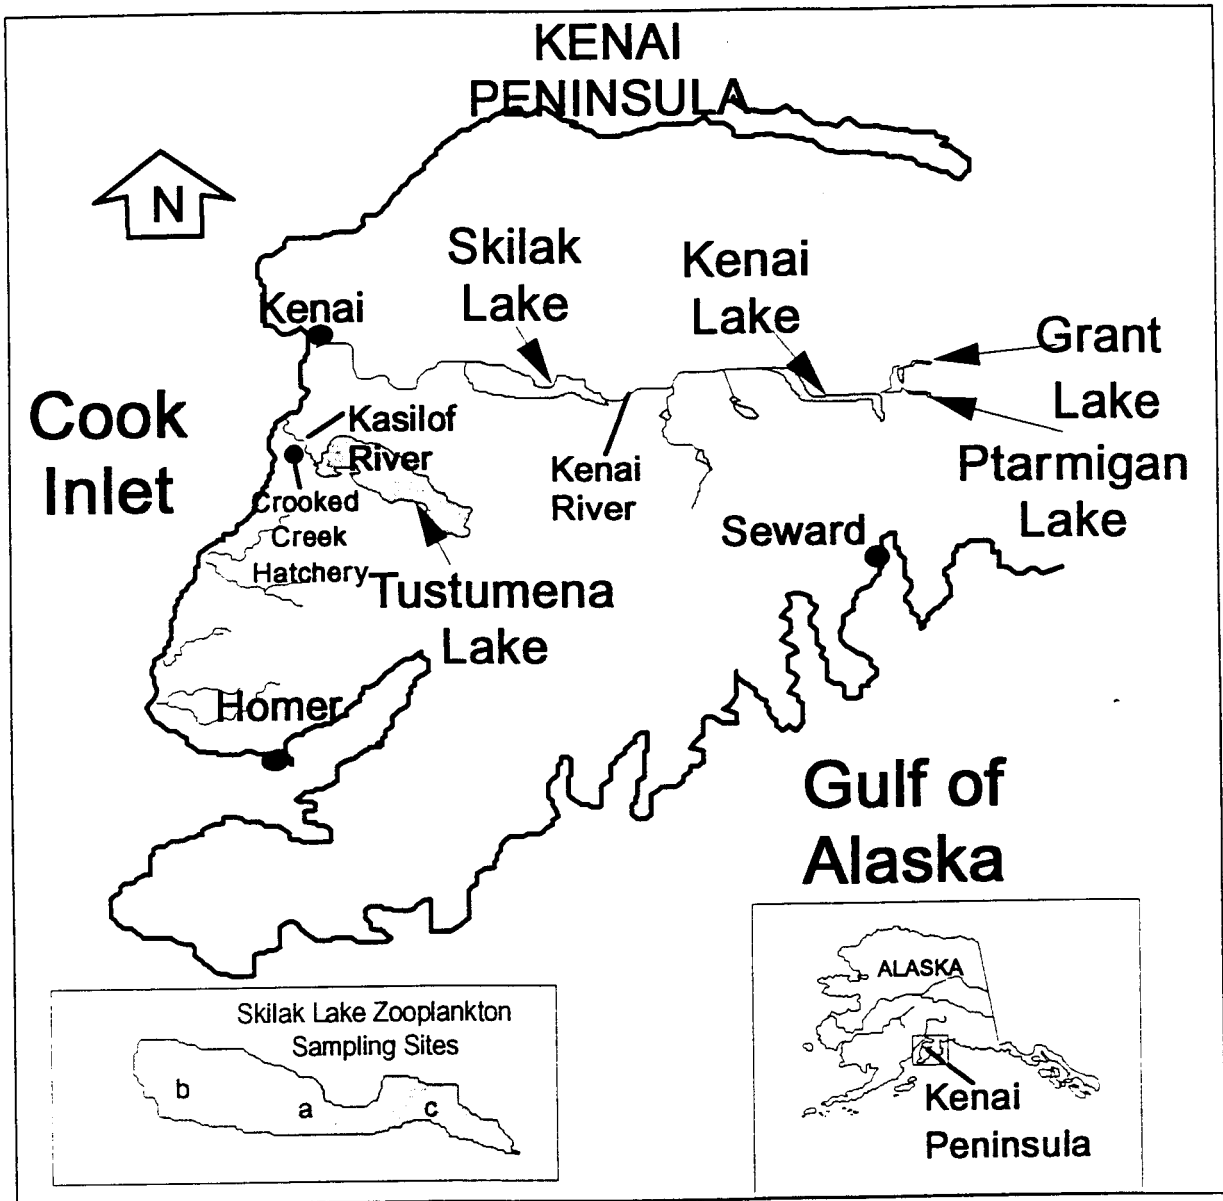 KENAI
PENINSULA
N
Skilak
Lake
Kenai
Lake
Kenai
Grant
Lake
Ptarmigan
Lake
Cook
Inlet
Kasilof
River
Kenai
River
Crooked
Creek
Hatchery
Seward
Tustumena
Lake
Homer
Gulf of
Alaska
Skilak Lake Zooplankton
Sampling Sites
b
a
c
ALASKA
Kenai
Peninsula